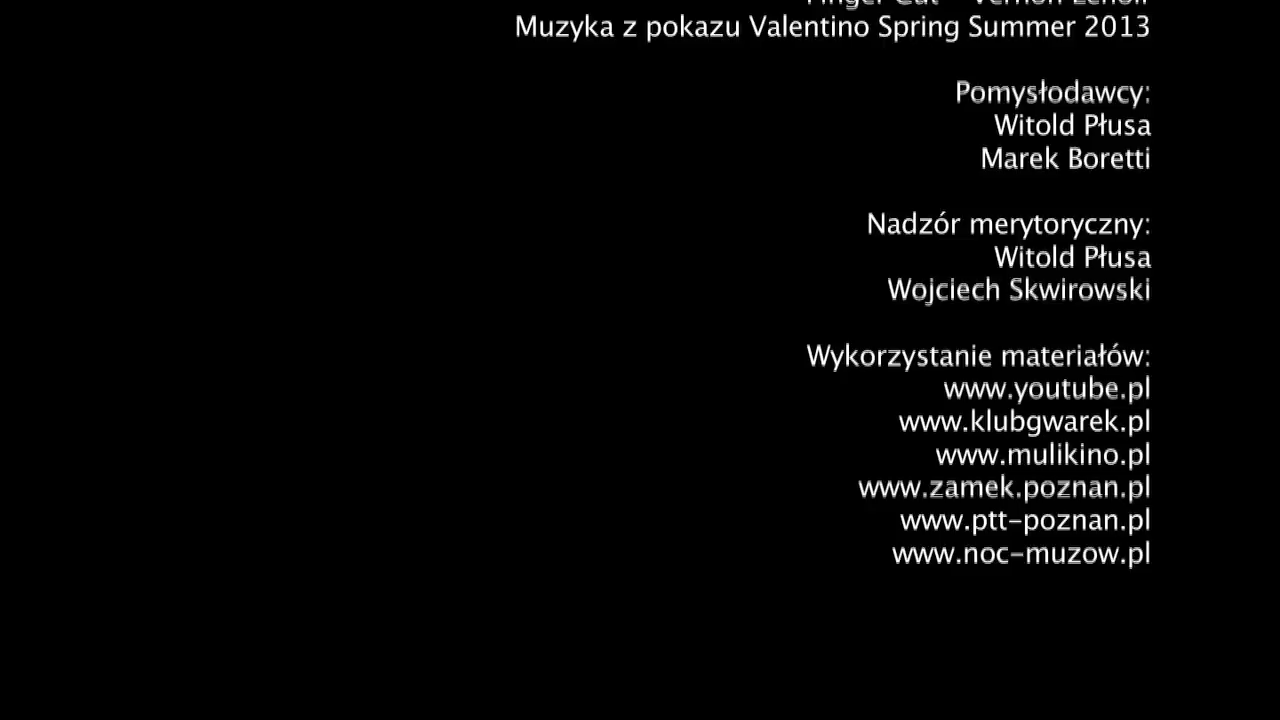 Muzyka z pokazu Valentino Spring Summer 2013
Pomysłodawcy:
Witold Płusa
Marek Boretti
Nadzór merytoryczny:
Witold Płusa
Wojciech Skwirowski
Wykorzystanie materiałów:
www.youtube.pl
www.klubgwarek.pl
www.mulikino.pl
www.zamek.poznan.pl
www.ptt-poznan.pl
www.noc-muzow.pl